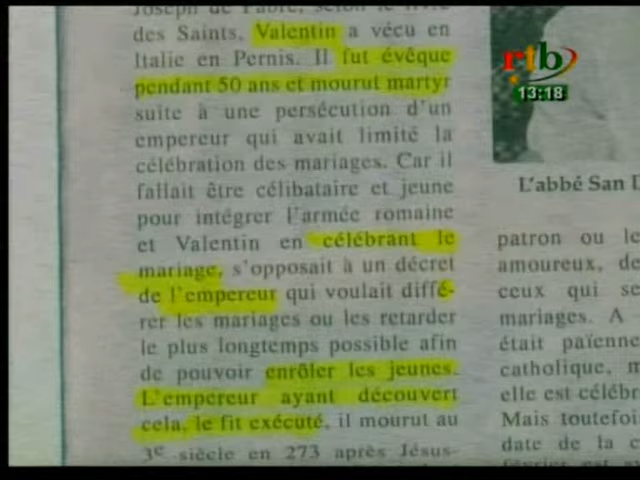 Joseph de Fabre, selon le livre
des Saints, Valentin a vécu en
Italie en Pernis. Il fut évêque
pendant 50 ans et mourut martyr
suite à une persécution d'un
empereur qui avait limité la
célébration des mariages. Car il
fallait être célibataire et jeune
pour intégrer l'armée romaine
et Valentin en célébrant le
mariage, s'opposait à un décret
de l'empereur qui voulait diffé-
rer les mariages ou les retarder
le plus longtemps possible afin
de pouvoir enrôler les jeunes.
L'empereur ayant découvert
cela, le fit exécuté, il mourut au
3e siècle en 273 après Jésus-
rtb
13:18
L'abbé San D
patron ou le
amoureux, de
ceux qui se
mariages. A
était païenne
catholique, m
elle est célébr
Mais toutefoi
date de la c